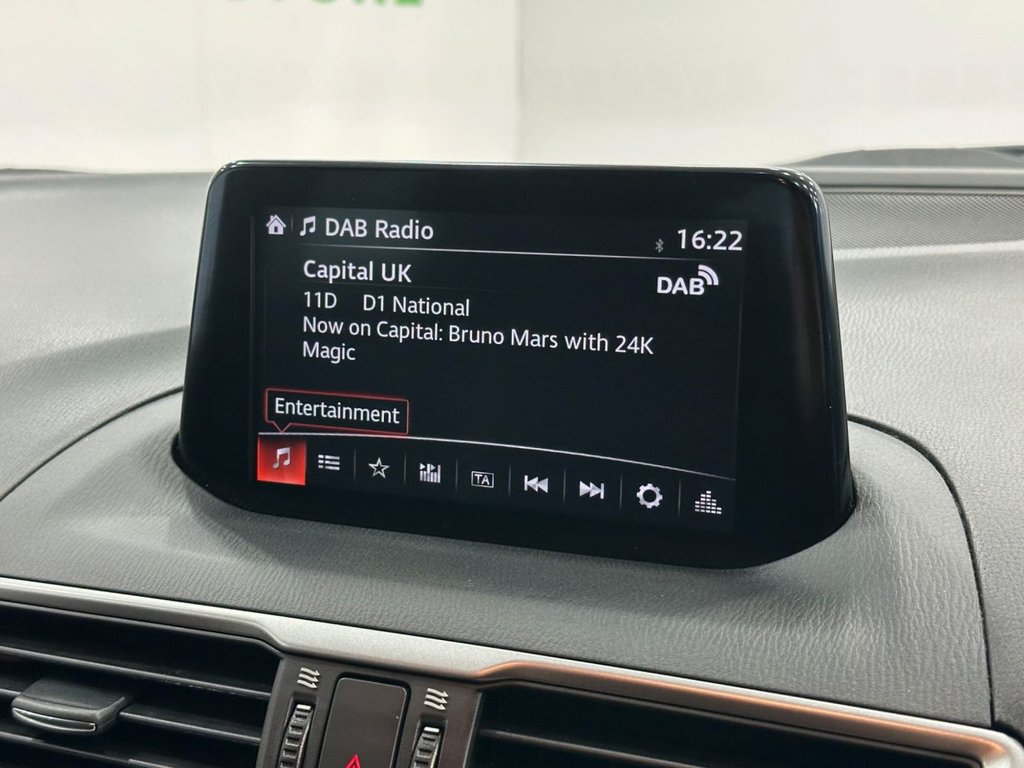 DAB Radio
16:22
Capital UK
DAB
11D D1 National
Now on Capital: Bruno Mars with 24K
Magic
Entertainment
TA